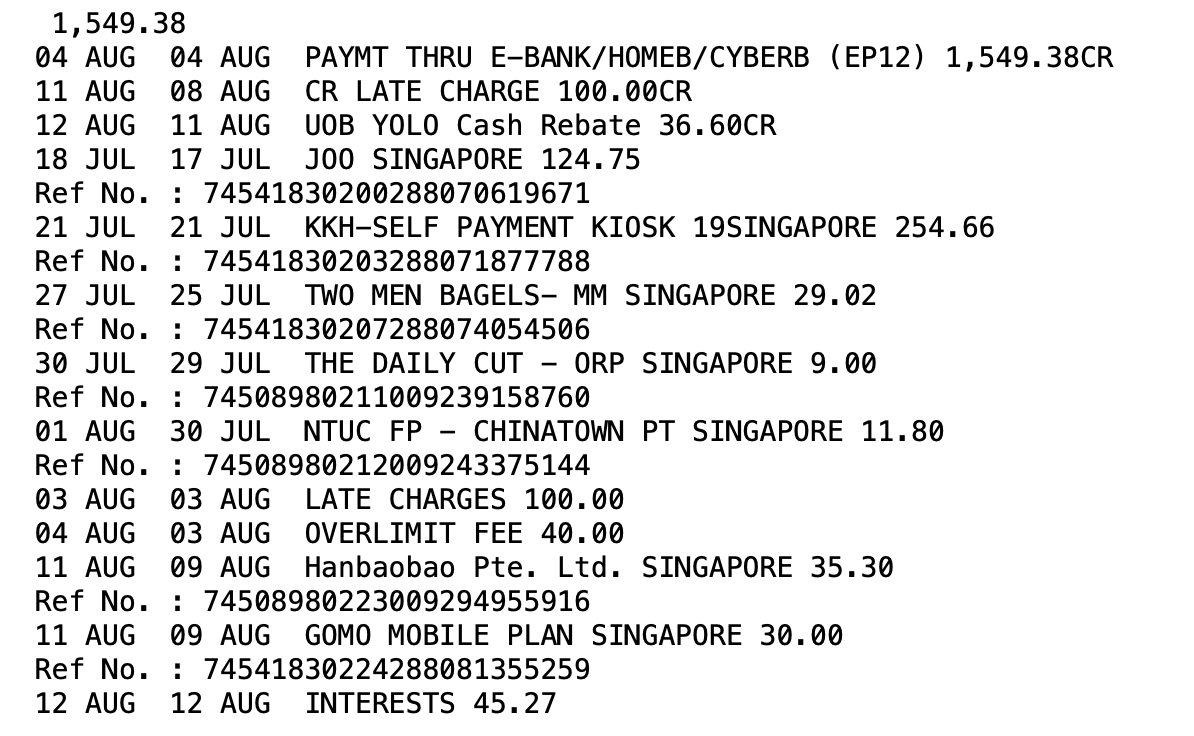 1,549.38
04 AUG  04 AUG  PAYMT THRU E-BANK/HOMEB/CYBERB (EP12) 1,549.38CR
11 AUG  08 AUG  CR LATE CHARGE 100.00CR
12 AUG  11 AUG  UOB YOLO Cash Rebate 36.60CR
18 JUL  17 JUL  JOO SINGAPORE 124.75
Ref No. : 74541830200288070619671
21 JUL  21 JUL  KKH-SELF PAYMENT KIOSK 19SINGAPORE 254.66
Ref No. : 74541830203288071877788
27 JUL  25 JUL  TWO MEN BAGELS- MM SINGAPORE 29.02
Ref No. : 74541830207288074054506
30 JUL  29 JUL  THE DAILY CUT - ORP SINGAPORE 9.00
Ref No. : 74508980211009239158760
01 AUG  30 JUL  NTUC FP - CHINATOWN PT SINGAPORE 11.80
Ref No. : 74508980212009243375144
03 AUG  03 AUG  LATE CHARGES 100.00
04 AUG  03 AUG  OVERLIMIT FEE 40.00
11 AUG  09 AUG  Hanbaobao Pte. Ltd. SINGAPORE 35.30
Ref No. : 74508980223009294955916
11 AUG  09 AUG  GOMO MOBILE PLAN SINGAPORE 30.00
Ref No. : 74541830224288081355259
12 AUG  12 AUG  INTERESTS 45.27